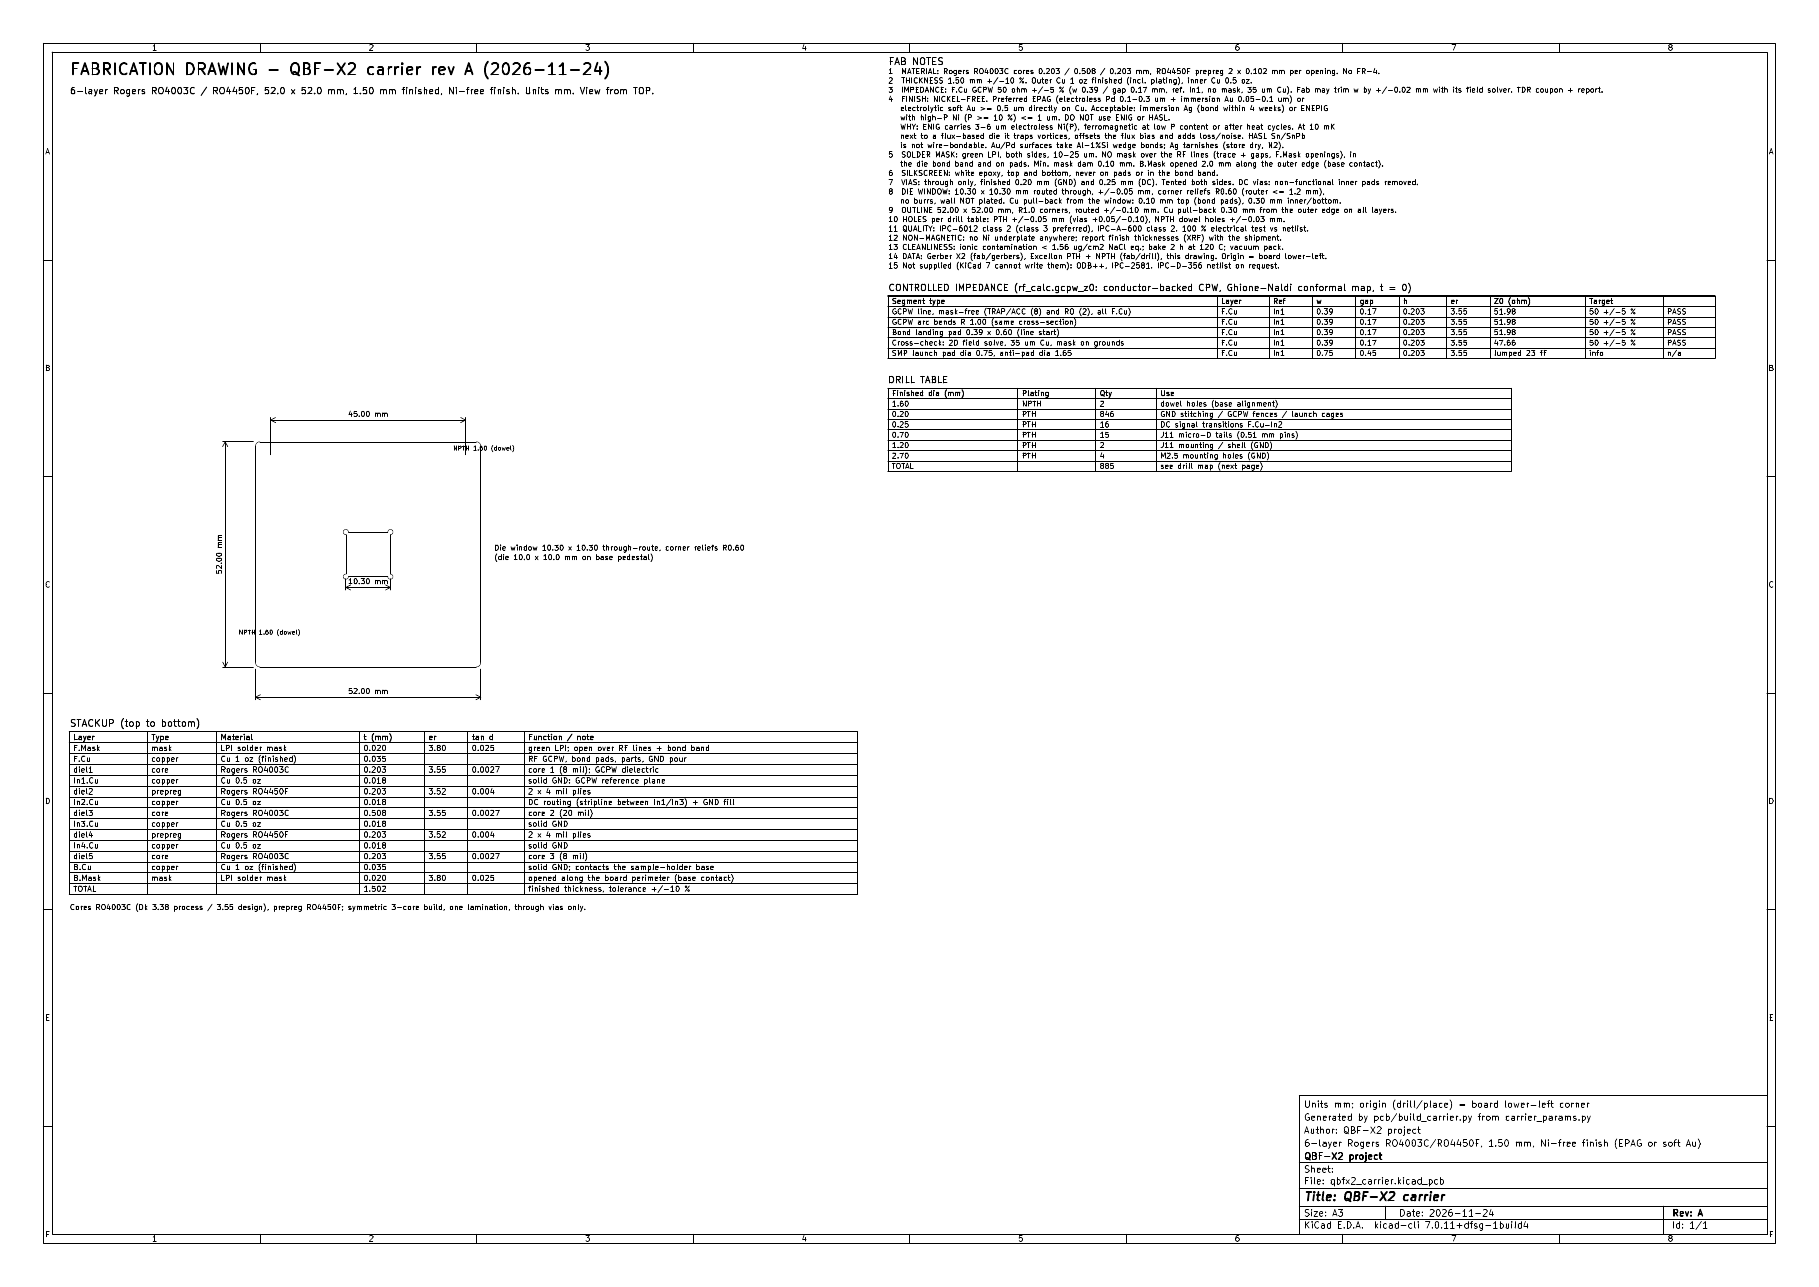 FABRICATION DRAWING - QBF-X2 carrier rev A (2026-11-24)
6-layer Rogers RO4003C / RO4450F, 52.0 x 52.0 mm, 1.50 mm finished, Ni-free finish. Units mm. View from TOP.
45.00 mm
NPTH 1.60 (dowel)
52.00 mm
Die window 10.30 x 10.30 through-route, corner reliefs R0.60
(die 10.0 x 10.0 mm on base pedestal)
10.30 mm
NPTH 1.60 (dowel)
52.00 mm
STACKUP (top to bottom)
Layer Type Material t (mm) er tan d Function / note
F.Mask mask LPI solder mask 0.020 3.80 0.025 green LPI; open over RF lines + bond band
F.Cu copper Cu 1 oz (finished) 0.035 RF GCPW, bond pads, parts, GND pour
diel1 core Rogers RO4003C 0.203 3.55 0.0027 core 1 (8 mil); GCPW dielectric
In1.Cu copper Cu 0.5 oz 0.018 solid GND; GCPW reference plane
diel2 prepreg Rogers RO4450F 0.203 3.52 0.004 2 x 4 mil plies
In2.Cu copper Cu 0.5 oz 0.018 DC routing (stripline between In1/In3) + GND fill
diel3 core Rogers RO4003C 0.508 3.55 0.0027 core 2 (20 mil)
In3.Cu copper Cu 0.5 oz 0.018 solid GND
diel4 prepreg Rogers RO4450F 0.203 3.52 0.004 2 x 4 mil plies
In4.Cu copper Cu 0.5 oz 0.018 solid GND
diel5 core Rogers RO4003C 0.203 3.55 0.0027 core 3 (8 mil)
B.Cu copper Cu 1 oz (finished) 0.035 solid GND; contacts the sample-holder base
B.Mask mask LPI solder mask 0.020 3.80 0.025 opened along the board perimeter (base contact)
TOTAL 1.502 finished thickness, tolerance +/-10 %
Cores RO4003C (Dk 3.38 process / 3.55 design), prepreg RO4450F; symmetric 3-core build, one lamination, through vias only.
FAB NOTES
1 MATERIAL: Rogers RO4003C cores 0.203 / 0.508 / 0.203 mm, RO4450F prepreg 2 x 0.102 mm per opening. No FR-4.
2 THICKNESS 1.50 mm +/-10 %. Outer Cu 1 oz finished (incl. plating), inner Cu 0.5 oz.
3 IMPEDANCE: F.Cu GCPW 50 ohm +/-5 % (w 0.39 / gap 0.17 mm, ref. In1, no mask, 35 um Cu). Fab may trim w by +/-0.02 mm with its field solver. TDR coupon + report.
4 FINISH: NICKEL-FREE. Preferred EPAG (electroless Pd 0.1-0.3 um + immersion Au 0.05-0.1 um) or
electrolytic soft Au >= 0.5 um directly on Cu. Acceptable: immersion Ag (bond within 4 weeks) or ENEPIG
with high-P Ni (P >= 10 %) <= 1 um. DO NOT use ENIG or HASL.
WHY: ENIG carries 3-6 um electroless Ni(P), ferromagnetic at low P content or after heat cycles. At 10 mK
next to a flux-based die it traps vortices, offsets the flux bias and adds loss/noise. HASL Sn/SnPb
is not wire-bondable. Au/Pd surfaces take Al-1%Si wedge bonds; Ag tarnishes (store dry, N2).
5 SOLDER MASK: green LPI, both sides, 10-25 um. NO mask over the RF lines (trace + gaps, F.Mask openings), in
the die bond band and on pads. Min. mask dam 0.10 mm. B.Mask opened 2.0 mm along the outer edge (base contact).
6 SILKSCREEN: white epoxy, top and bottom, never on pads or in the bond band.
7 VIAS: through only, finished 0.20 mm (GND) and 0.25 mm (DC). Tented both sides. DC vias: non-functional inner pads removed.
8 DIE WINDOW: 10.30 x 10.30 mm routed through, +/-0.05 mm, corner reliefs R0.60 (router <= 1.2 mm),
no burrs, wall NOT plated. Cu pull-back from the window: 0.10 mm top (bond pads), 0.30 mm inner/bottom.
9 OUTLINE 52.00 x 52.00 mm, R1.0 corners, routed +/-0.10 mm. Cu pull-back 0.30 mm from the outer edge on all layers.
10 HOLES per drill table: PTH +/-0.05 mm (vias +0.05/-0.10), NPTH dowel holes +/-0.03 mm.
11 QUALITY: IPC-6012 class 2 (class 3 preferred), IPC-A-600 class 2, 100 % electrical test vs netlist.
12 NON-MAGNETIC: no Ni underplate anywhere; report finish thicknesses (XRF) with the shipment.
13 CLEANLINESS: ionic contamination < 1.56 ug/cm2 NaCl eq.; bake 2 h at 120 C; vacuum pack.
14 DATA: Gerber X2 (fab/gerbers), Excellon PTH + NPTH (fab/drill), this drawing. Origin = board lower-left.
15 Not supplied (KiCad 7 cannot write them): ODB++, IPC-2581. IPC-D-356 netlist on request.
CONTROLLED IMPEDANCE (rf_calc.gcpw_z0: conductor-backed CPW, Ghione-Naldi conformal map, t = 0)
Segment type Layer Ref w gap h er Z0 (ohm) Target
GCPW line, mask-free (TRAP/ACC (8) and RO (2), all F.Cu) F.Cu In1 0.39 0.17 0.203 3.55 51.98 50 +/-5 % PASS
GCPW arc bends R 1.00 (same cross-section) F.Cu In1 0.39 0.17 0.203 3.55 51.98 50 +/-5 % PASS
Bond landing pad 0.39 x 0.60 (line start) F.Cu In1 0.39 0.17 0.203 3.55 51.98 50 +/-5 % PASS
Cross-check: 2D field solve, 35 um Cu, mask on grounds F.Cu In1 0.39 0.17 0.203 3.55 47.66 50 +/-5 % PASS
SMP launch pad dia 0.75, anti-pad dia 1.65 F.Cu In1 0.75 0.45 0.203 3.55 lumped 23 fF info n/a
DRILL TABLE
Finished dia (mm) Plating Qty Use
1.60 NPTH 2 dowel holes (base alignment)
0.20 PTH 846 GND stitching / GCPW fences / launch cages
0.25 PTH 16 DC signal transitions F.Cu-In2
0.70 PTH 15 J11 micro-D tails (0.51 mm pins)
1.20 PTH 2 J11 mounting / shell (GND)
2.70 PTH 4 M2.5 mounting holes (GND)
TOTAL 885 see drill map (next page)
Units mm; origin (drill/place) = board lower-left corner
Generated by pcb/build_carrier.py from carrier_params.py
Author: QBF-X2 project
6-layer Rogers RO4003C/RO4450F, 1.50 mm, Ni-free finish (EPAG or soft Au)
QBF-X2 project
Sheet:
File: qbfx2_carrier.kicad_pcb
Title: QBF-X2 carrier
Size: A3 Date: 2026-11-24 Rev: A
KiCad E.D.A. kicad-cli 7.0.11+dfsg-1build4 Id: 1/1
1 2 3 4 5 6 7 8
A B C D E F
A B C D E F
1 2 3 4 5 6 7 8